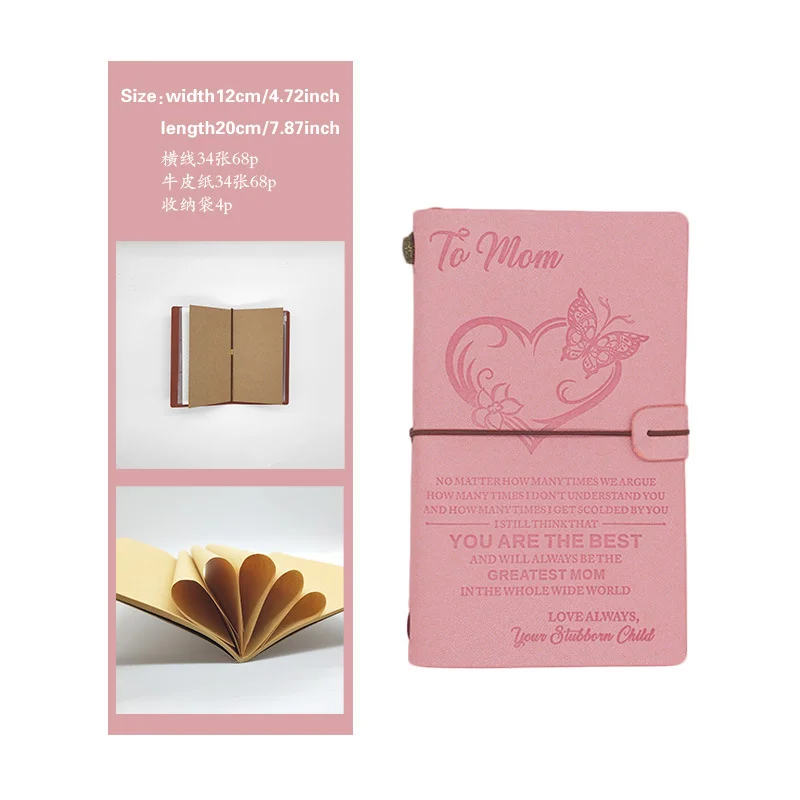 Size:width12cm/4.72inch
length20cm/7.87inch
横线34张68p
牛皮纸34张68p
收纳袋4p
To Mom
NO MATTER HOW MANY TIMES WE ARGUE
HOW MANY TIMES I DON'T UNDERSTAND YOU
AND HOW MANY TIMES I GET SCOLDED BY YOU
I STILL THINK THAT
YOU ARE THE BEST
AND WILL ALWAYS BE THE
GREATEST MOM
IN THE WHOLE WIDE WORLD
LOVE ALWAYS,
Your Stubborn Child